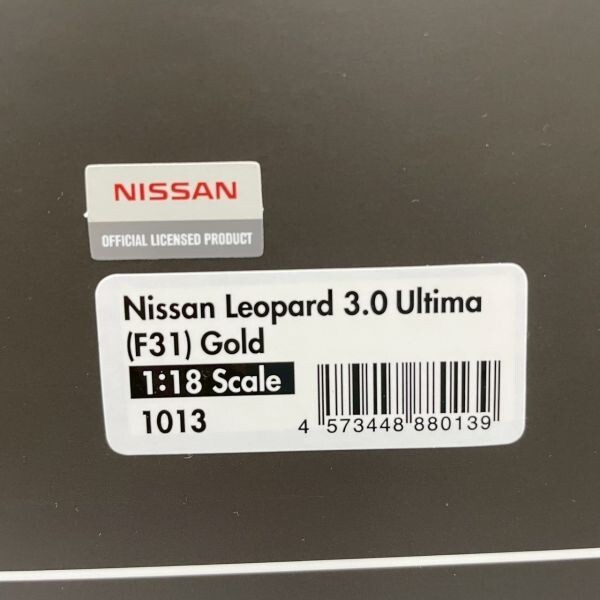 NISSAN
OFFICIAL LICENSED PRODUCT
Nissan Leopard 3.0 Ultima
(F31) Gold
1:18 Scale
1013
4 573448 880139